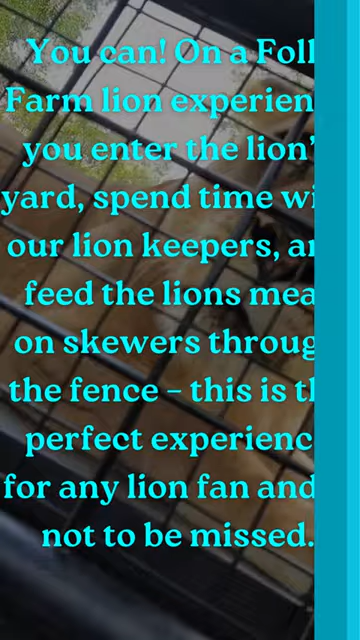 You can! On a Foll
Farm lion experien
you enter the lion'
yard, spend time wi
our lion keepers, a
feed the lions mea
on skewers throug
the fence – this is t
perfect experienc
for any lion fan and
not to be missed.